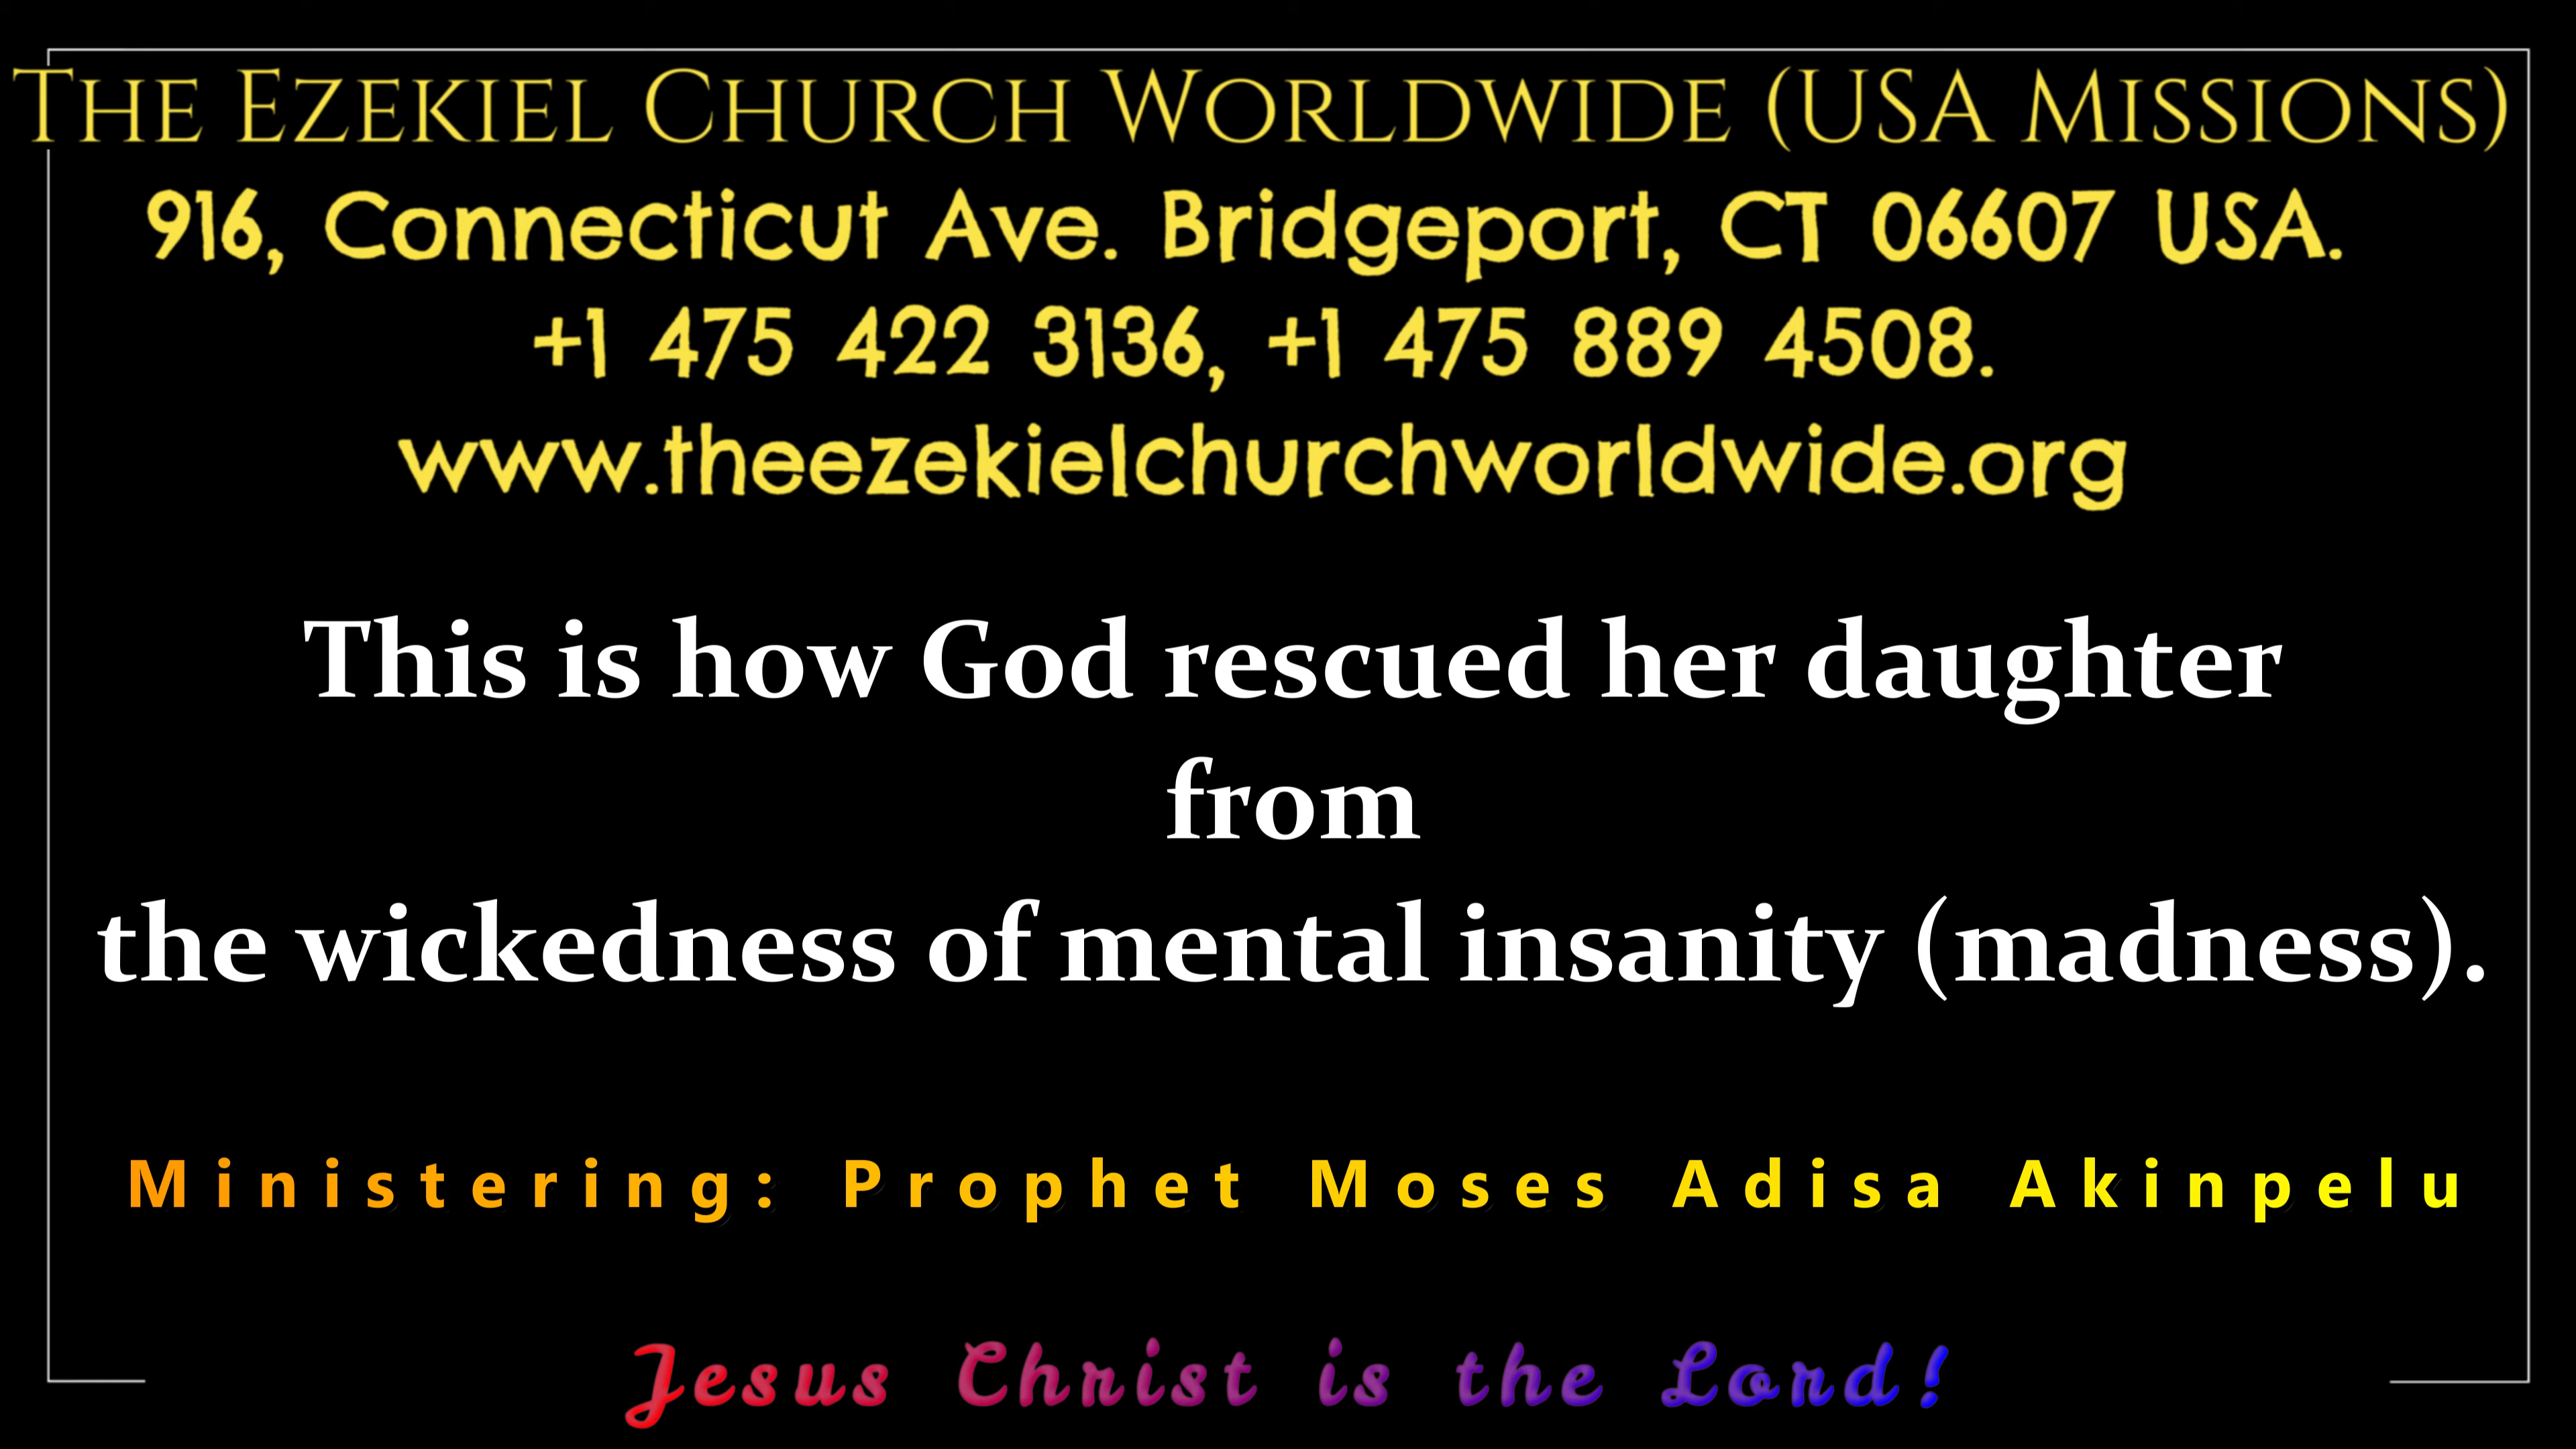 The Ezekiel Church Worldwide (USA Missions)
916, Connecticut Ave. Bridgeport, CT 06607 USA.
+1 475 422 3136, +1 475 889 4508.
www.theezekielchurchworldwide.org
This is how God rescued her daughter
from
the wickedness of mental insanity (madness).
Ministering: Prophet Moses Adisa Akinpelu
Jesus Christ is the Lord!